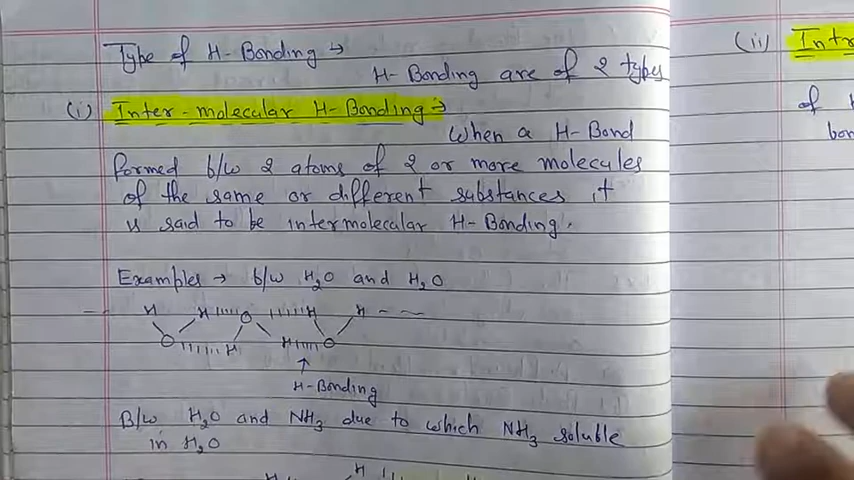 Type of H-Bonding →
H-Bonding are of 2 types
(i) Inter-molecular H-Bonding →
When a H-Bond
formed b/w 2 atoms of 2 or more molecules
of the same or different substances it
is said to be intermolecular H-Bonding.
Examples → b/w H₂O and H₂O
H H O H H
O H H O
H-Bonding
B/w H₂O and NH₃ due to which NH₃ soluble
in H₂O
H
(ii) Intr
of H
bon